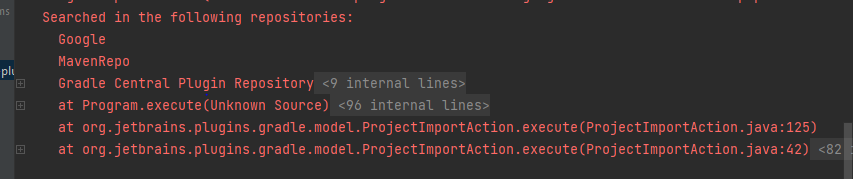 Searched in the following repositories:
Google
MavenRepo
Gradle Central Plugin Repository <9 internal lines>
at Program.execute(Unknown Source) <96 internal lines>
at org.jetbrains.plugins.gradle.model.ProjectImportAction.execute(ProjectImportAction.java:125)
at org.jetbrains.plugins.gradle.model.ProjectImportAction.execute(ProjectImportAction.java:42) <82